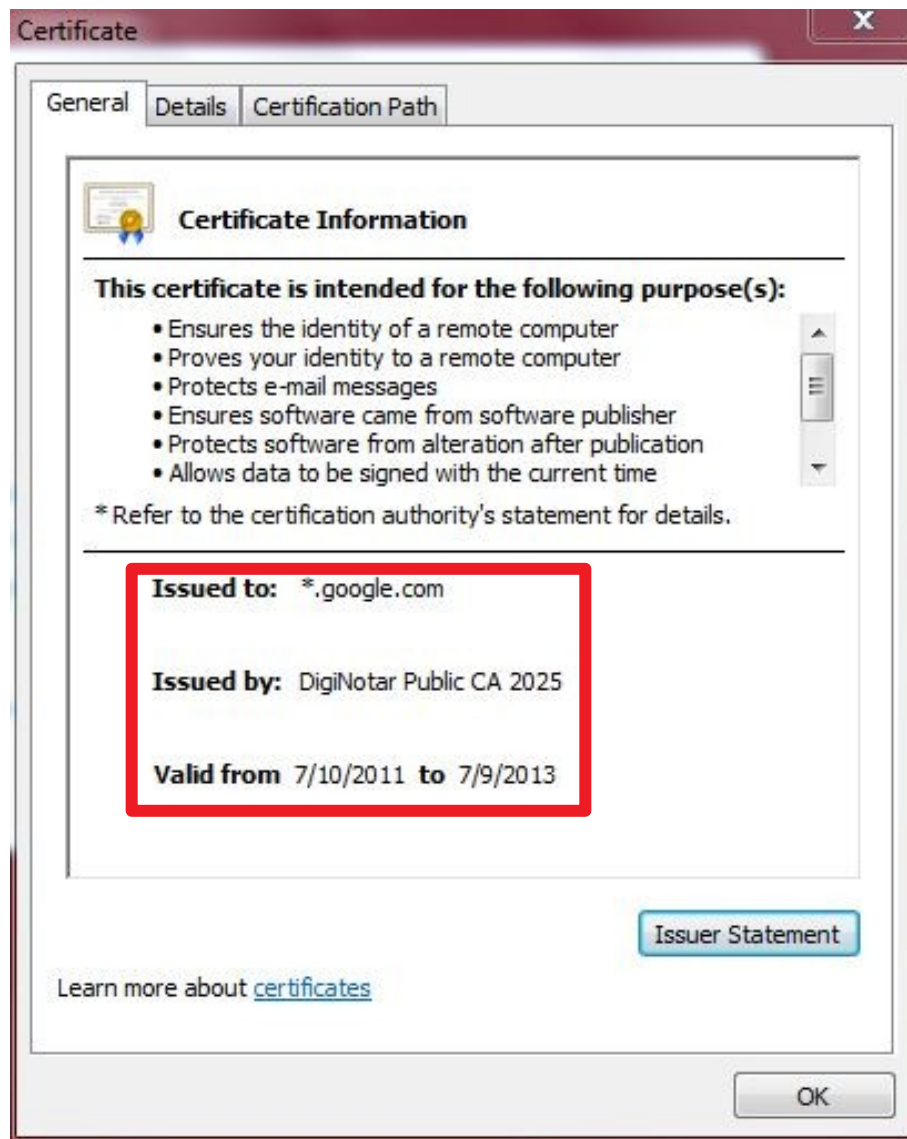 Certificate
X
General Details Certification Path
Certificate Information
This certificate is intended for the following purpose(s):
• Ensures the identity of a remote computer
• Proves your identity to a remote computer
• Protects e-mail messages
• Ensures software came from software publisher
• Protects software from alteration after publication
• Allows data to be signed with the current time
* Refer to the certification authority's statement for details.
Issued to: *.google.com
Issued by: DigiNotar Public CA 2025
Valid from 7/10/2011 to 7/9/2013
Issuer Statement
Learn more about certificates
OK